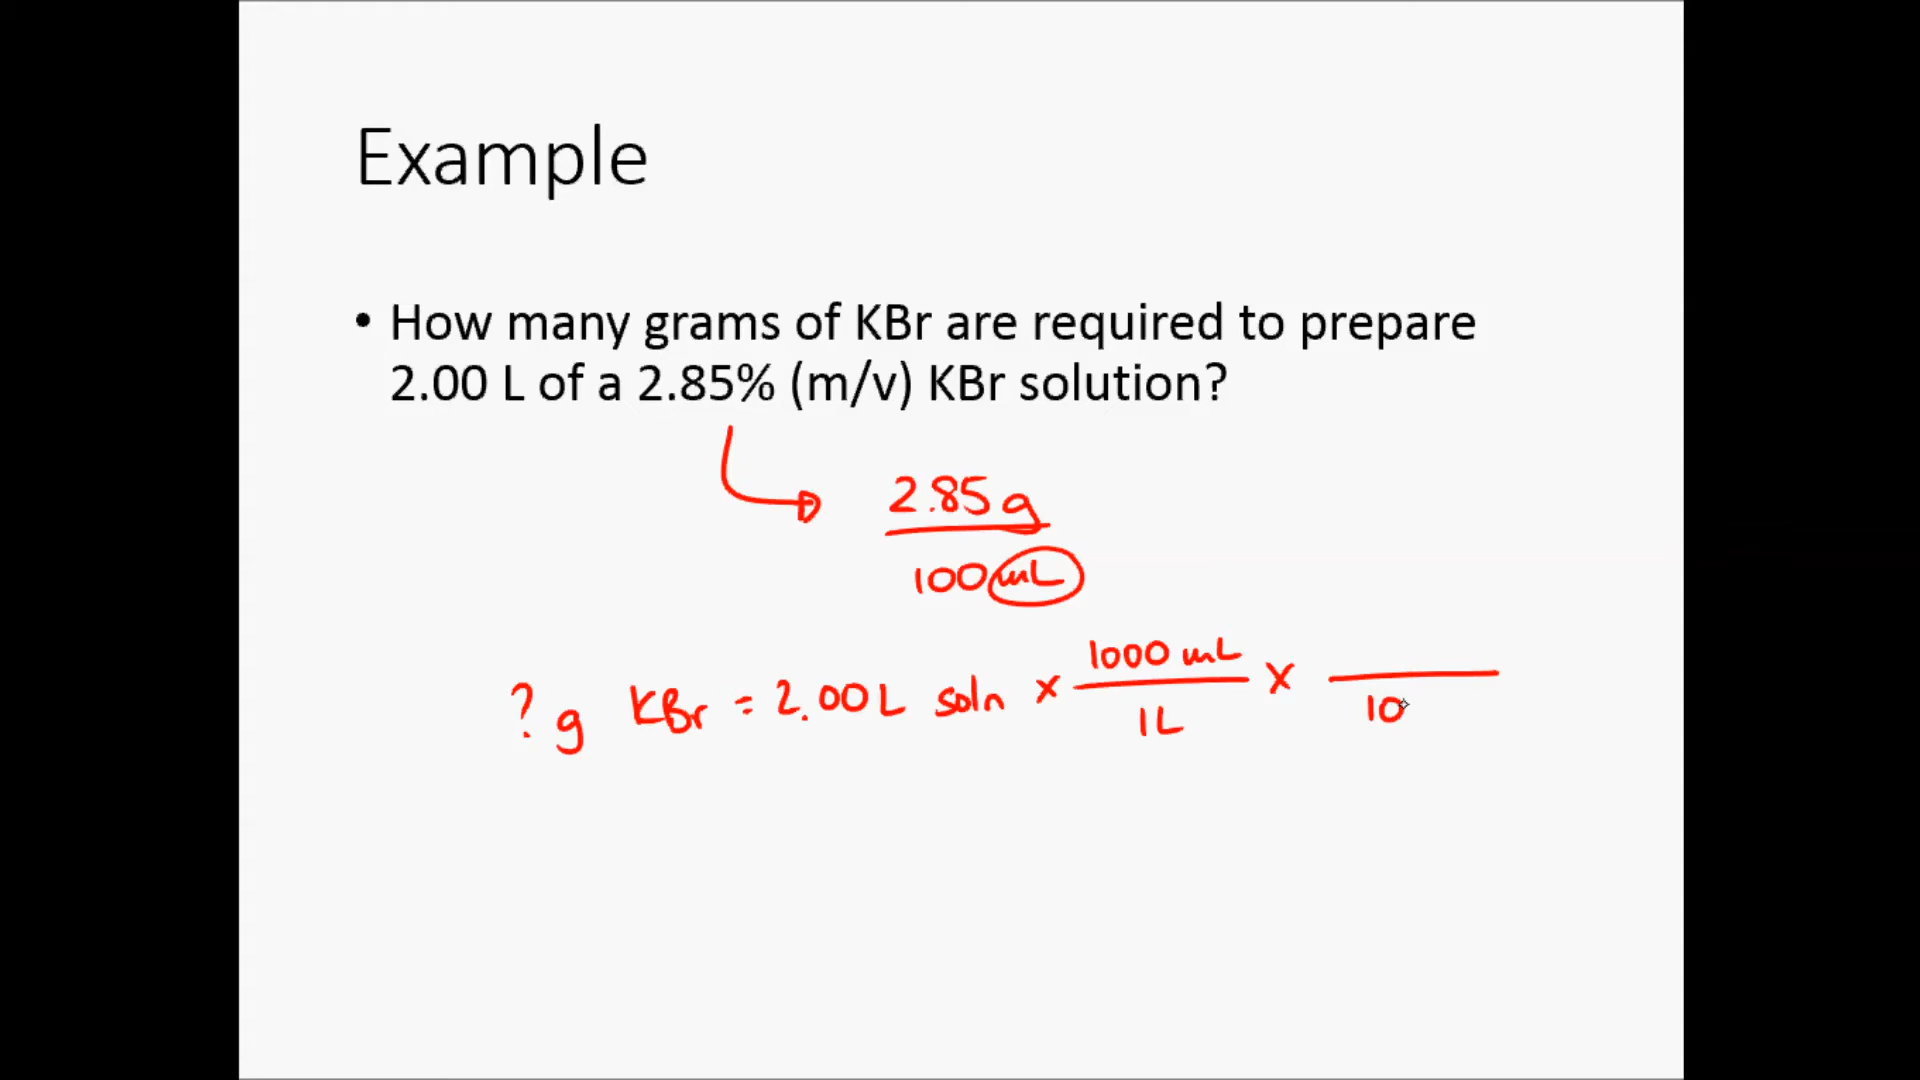 Example
• How many grams of KBr are required to prepare
2.00 L of a 2.85% (m/v) KBr solution?
2.85 g
100 mL
? g KBr = 2.00 L soln x 1000 mL x
1 L
10